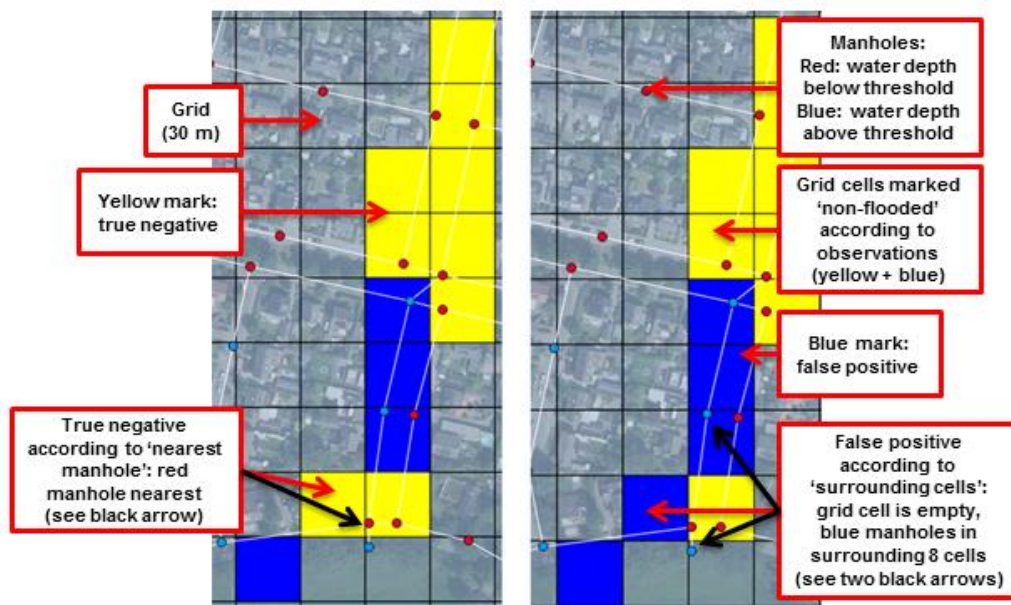 Grid
(30 m)
Yellow mark:
true negative
True negative
according to ‘nearest
manhole’: red
manhole nearest
(see black arrow)
Manholes:
Red: water depth
below threshold
Blue: water depth
above threshold
Grid cells marked
‘non-flooded’
according to
observations
(yellow + blue)
Blue mark:
false positive
False positive
according to
‘surrounding cells’:
grid cell is empty,
blue manholes in
surrounding 8 cells
(see two black arrows)